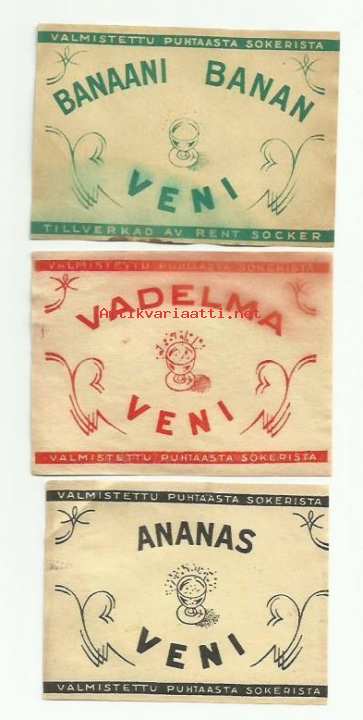 VALMISTETTU PUHTAASTA SOKERISTA
BANAANI BANAN
VENI
TILLVERKAD AV RENT SOCKER
VALMISTETTU PUHTAASTA SOKERISTA
VADELMA
Antikvariaatti.net
VENI
VALMISTETTU PUHTAASTA SOKERISTA
VALMISTETTU PUHTAASTA SOKERISTA
ANANAS
VENI
VALMISTETTU PUHTAASTA SOKERISTA